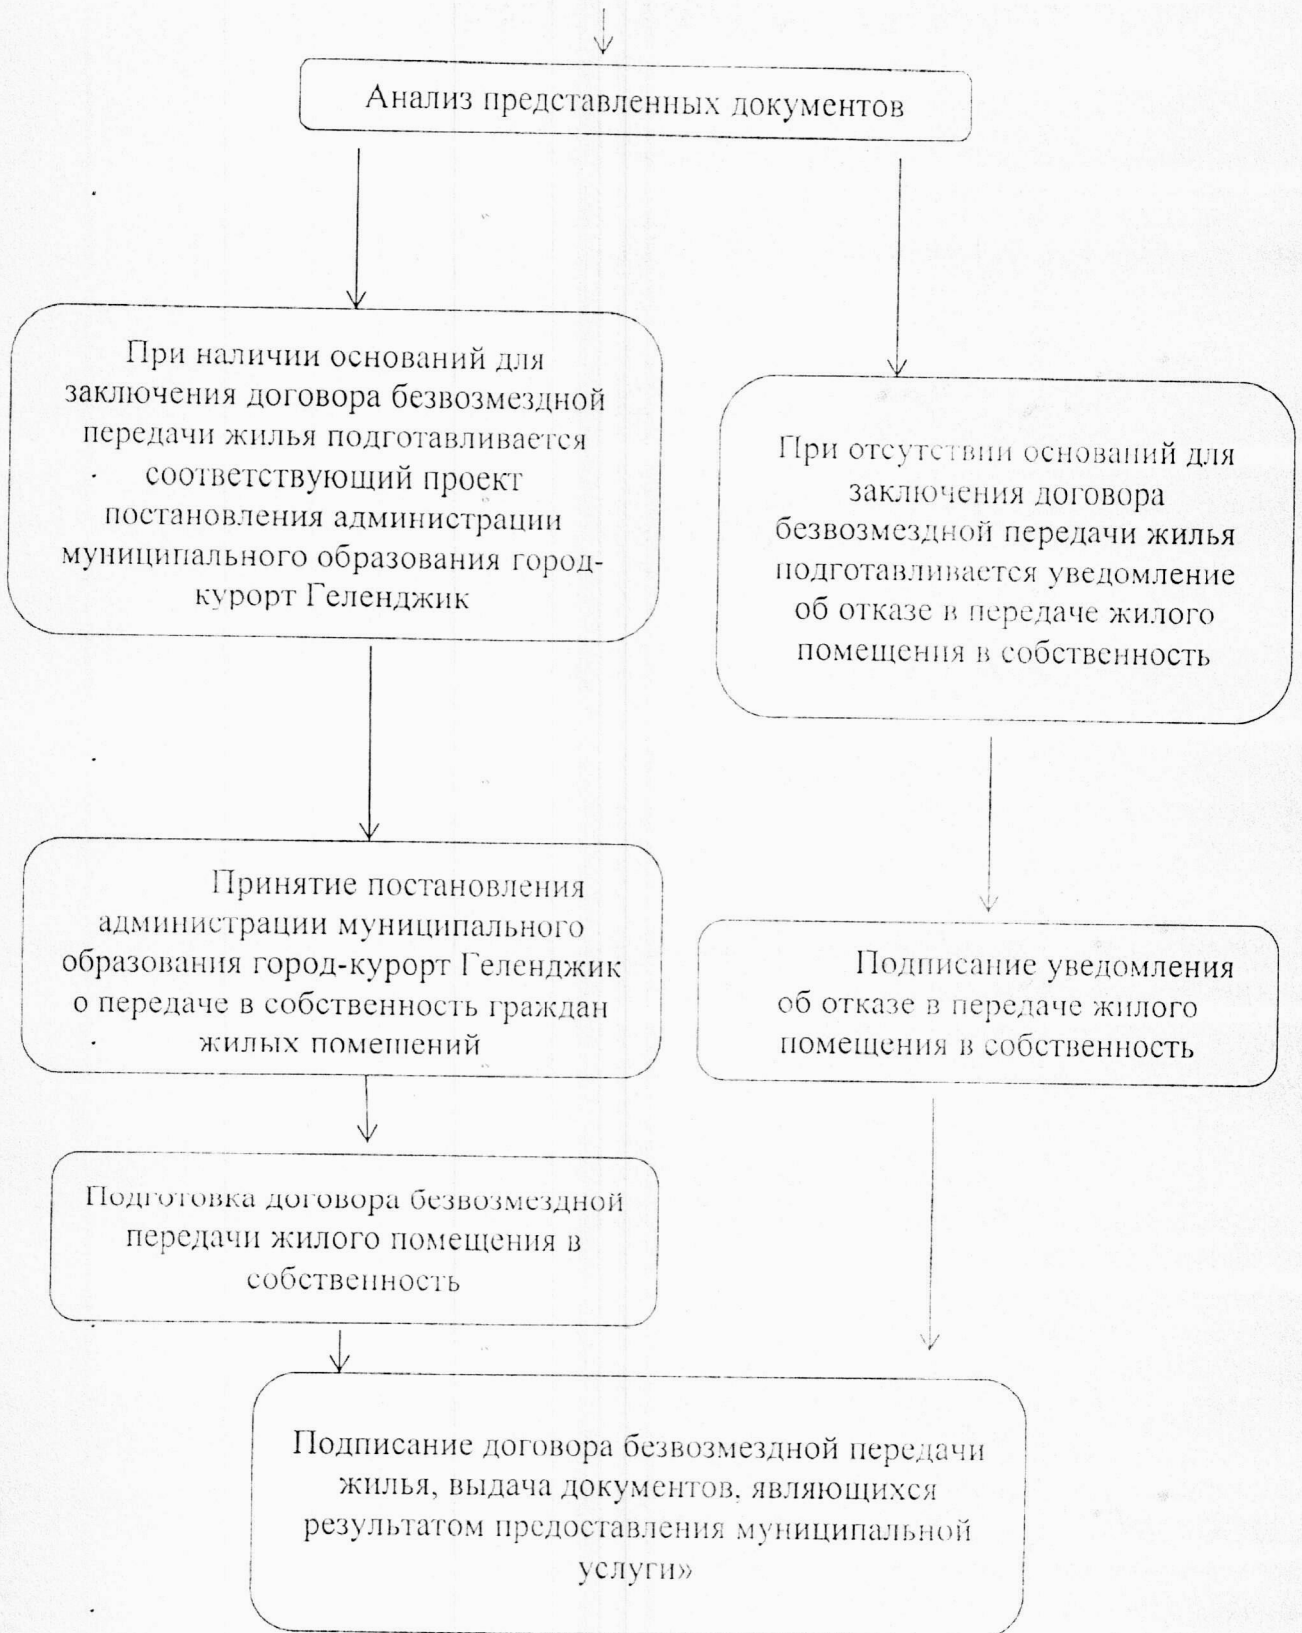 Анализ представленных документов
При наличии оснований для
заключения договора безвозмездной
передачи жилья подготавливается
соответствующий проект
постановления администрации
муниципального образования город-
курорт Геленджик
При отсутствии оснований для
заключения договора
безвозмездной передачи жилья
подготавливается уведомление
об отказе в передаче жилого
помещения в собственность
Принятие постановления
администрации муниципального
образования город-курорт Геленджик
о передаче в собственность граждан
жилых помещений
Подписание уведомления
об отказе в передаче жилого
помещения в собственность
Подготовка договора безвозмездной
передачи жилого помещения в
собственность
Подписание договора безвозмездной передачи
жилья, выдача документов, являющихся
результатом предоставления муниципальной
услуги»